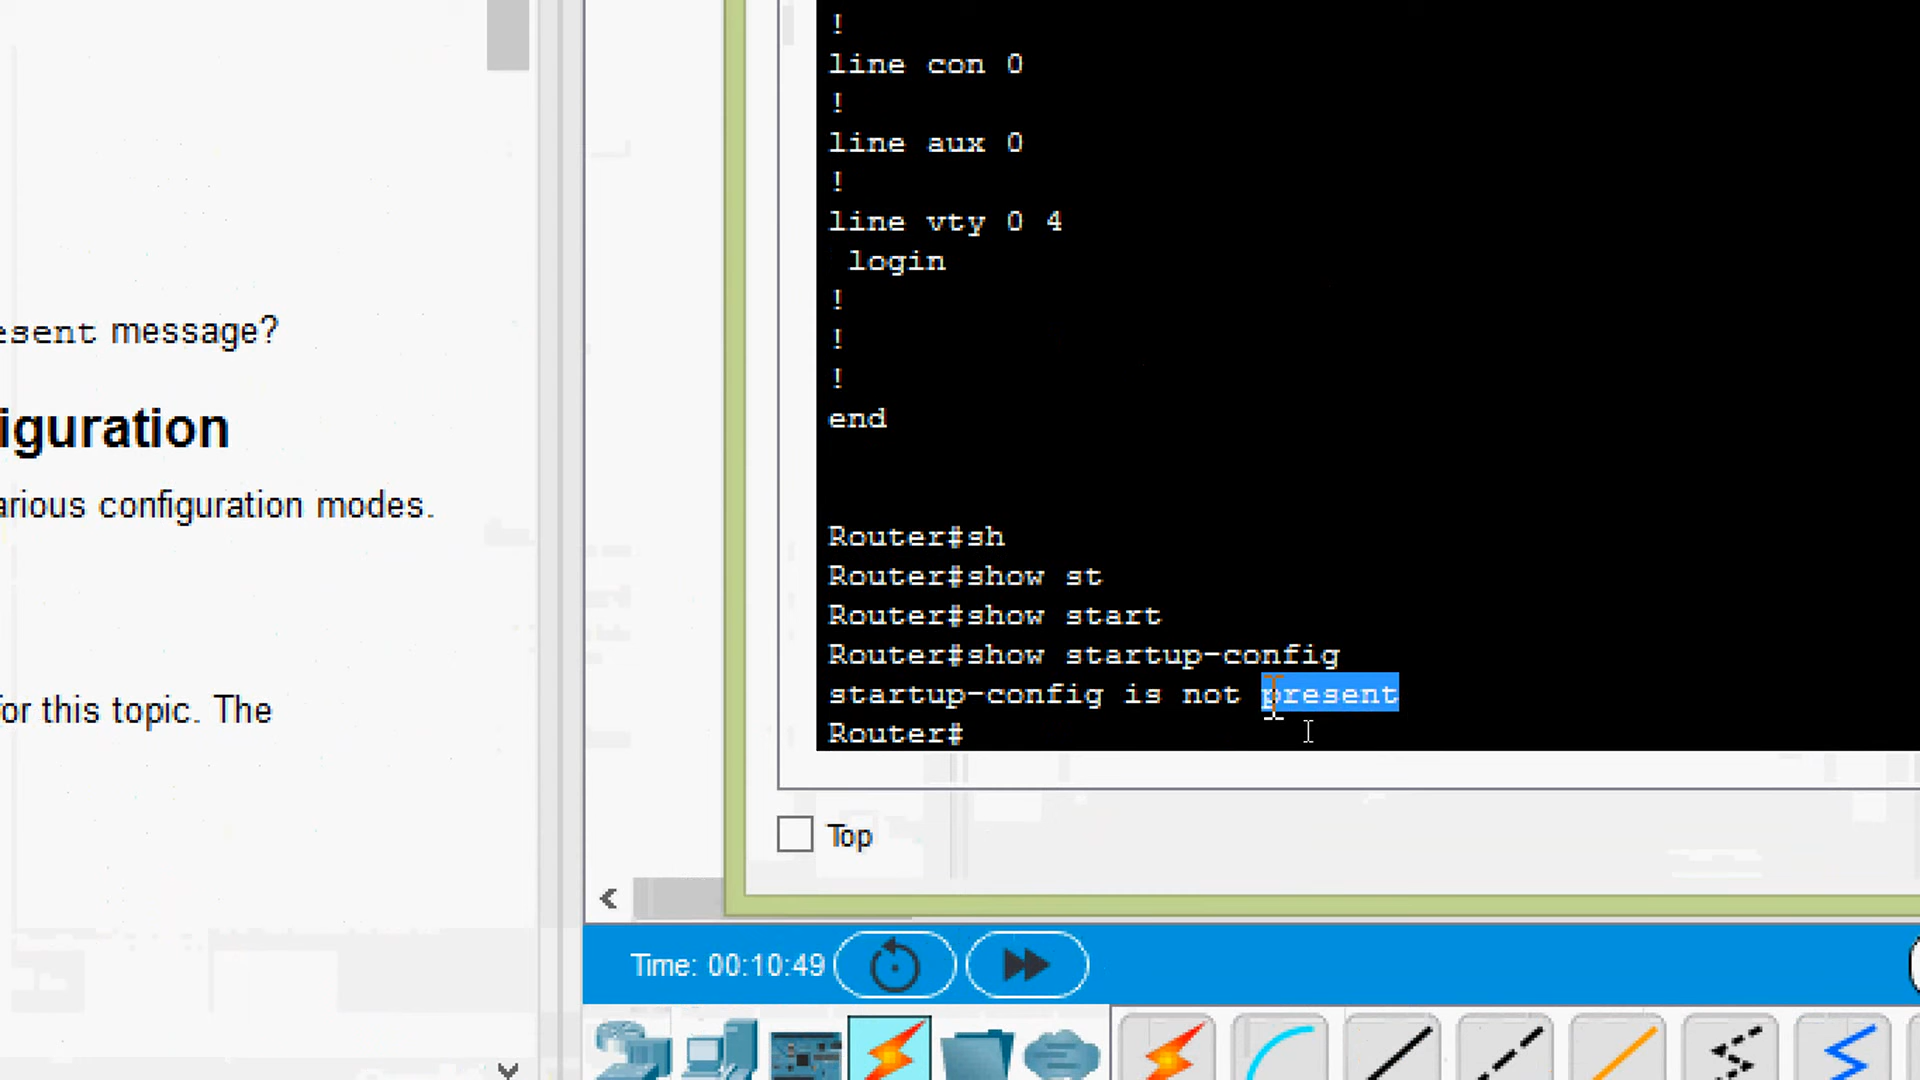 esent message?
iguration
arious configuration modes.
or this topic. The
!
line con 0
!
line aux 0
!
line vty 0 4
login
!
!
!
end
Router#sh
Router#show st
Router#show start
Router#show startup-config
startup-config is not present
Router#
Top
Time: 00:10:49